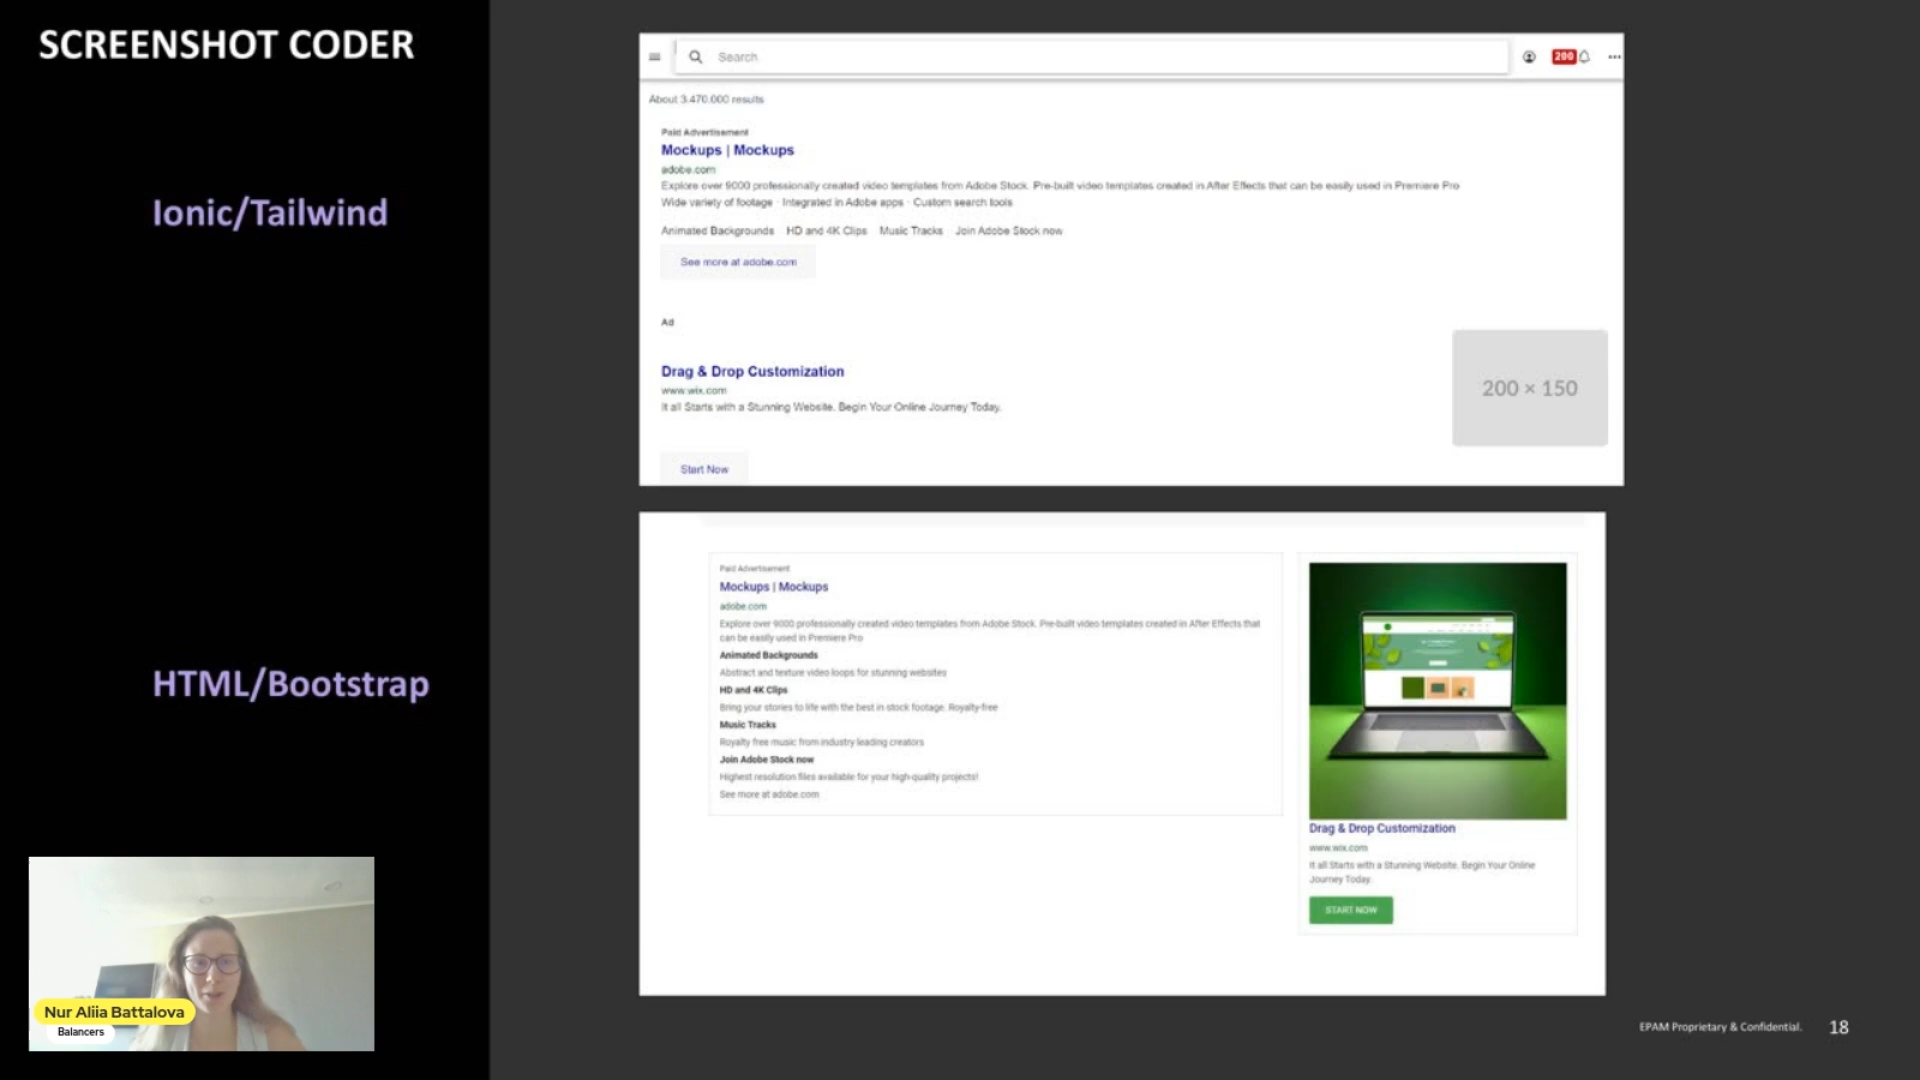 SCREENSHOT CODER
Ionic/Tailwind
Search
200
About 3.470.000 results
Paid Advertisement
Mockups | Mockups
adobe.com
Explore over 9000 professionally created video templates from Adobe Stock. Pre-built video templates created in After Effects that can be easily used in Premiere Pro
Wide variety of footage · Integrated in Adobe apps · Custom search tools
Animated Backgrounds HD and 4K Clips Music Tracks Join Adobe Stock now
See more at adobe.com
Ad
Drag & Drop Customization
www.wix.com
It all Starts with a Stunning Website. Begin Your Online Journey Today.
200 × 150
Start Now
HTML/Bootstrap
Paid Advertisement
Mockups | Mockups
adobe.com
Explore over 9000 professionally created video templates from Adobe Stock. Pre-built video templates created in After Effects that
can be easily used in Premiere Pro
Animated Backgrounds
Abstract and texture video loops for stunning websites
HD and 4K Clips
Bring your stories to life with the best in stock footage. Royalty-free
Music Tracks
Royalty free music from industry leading creators
Join Adobe Stock now
Highest resolution files available for your high-quality projects!
See more at adobe.com
Drag & Drop Customization
www.wix.com
It all Starts with a Stunning Website. Begin Your Online
Journey Today.
START NOW
Nur Aliia Battalova
Balancers
EPAM Proprietary & Confidential.
18